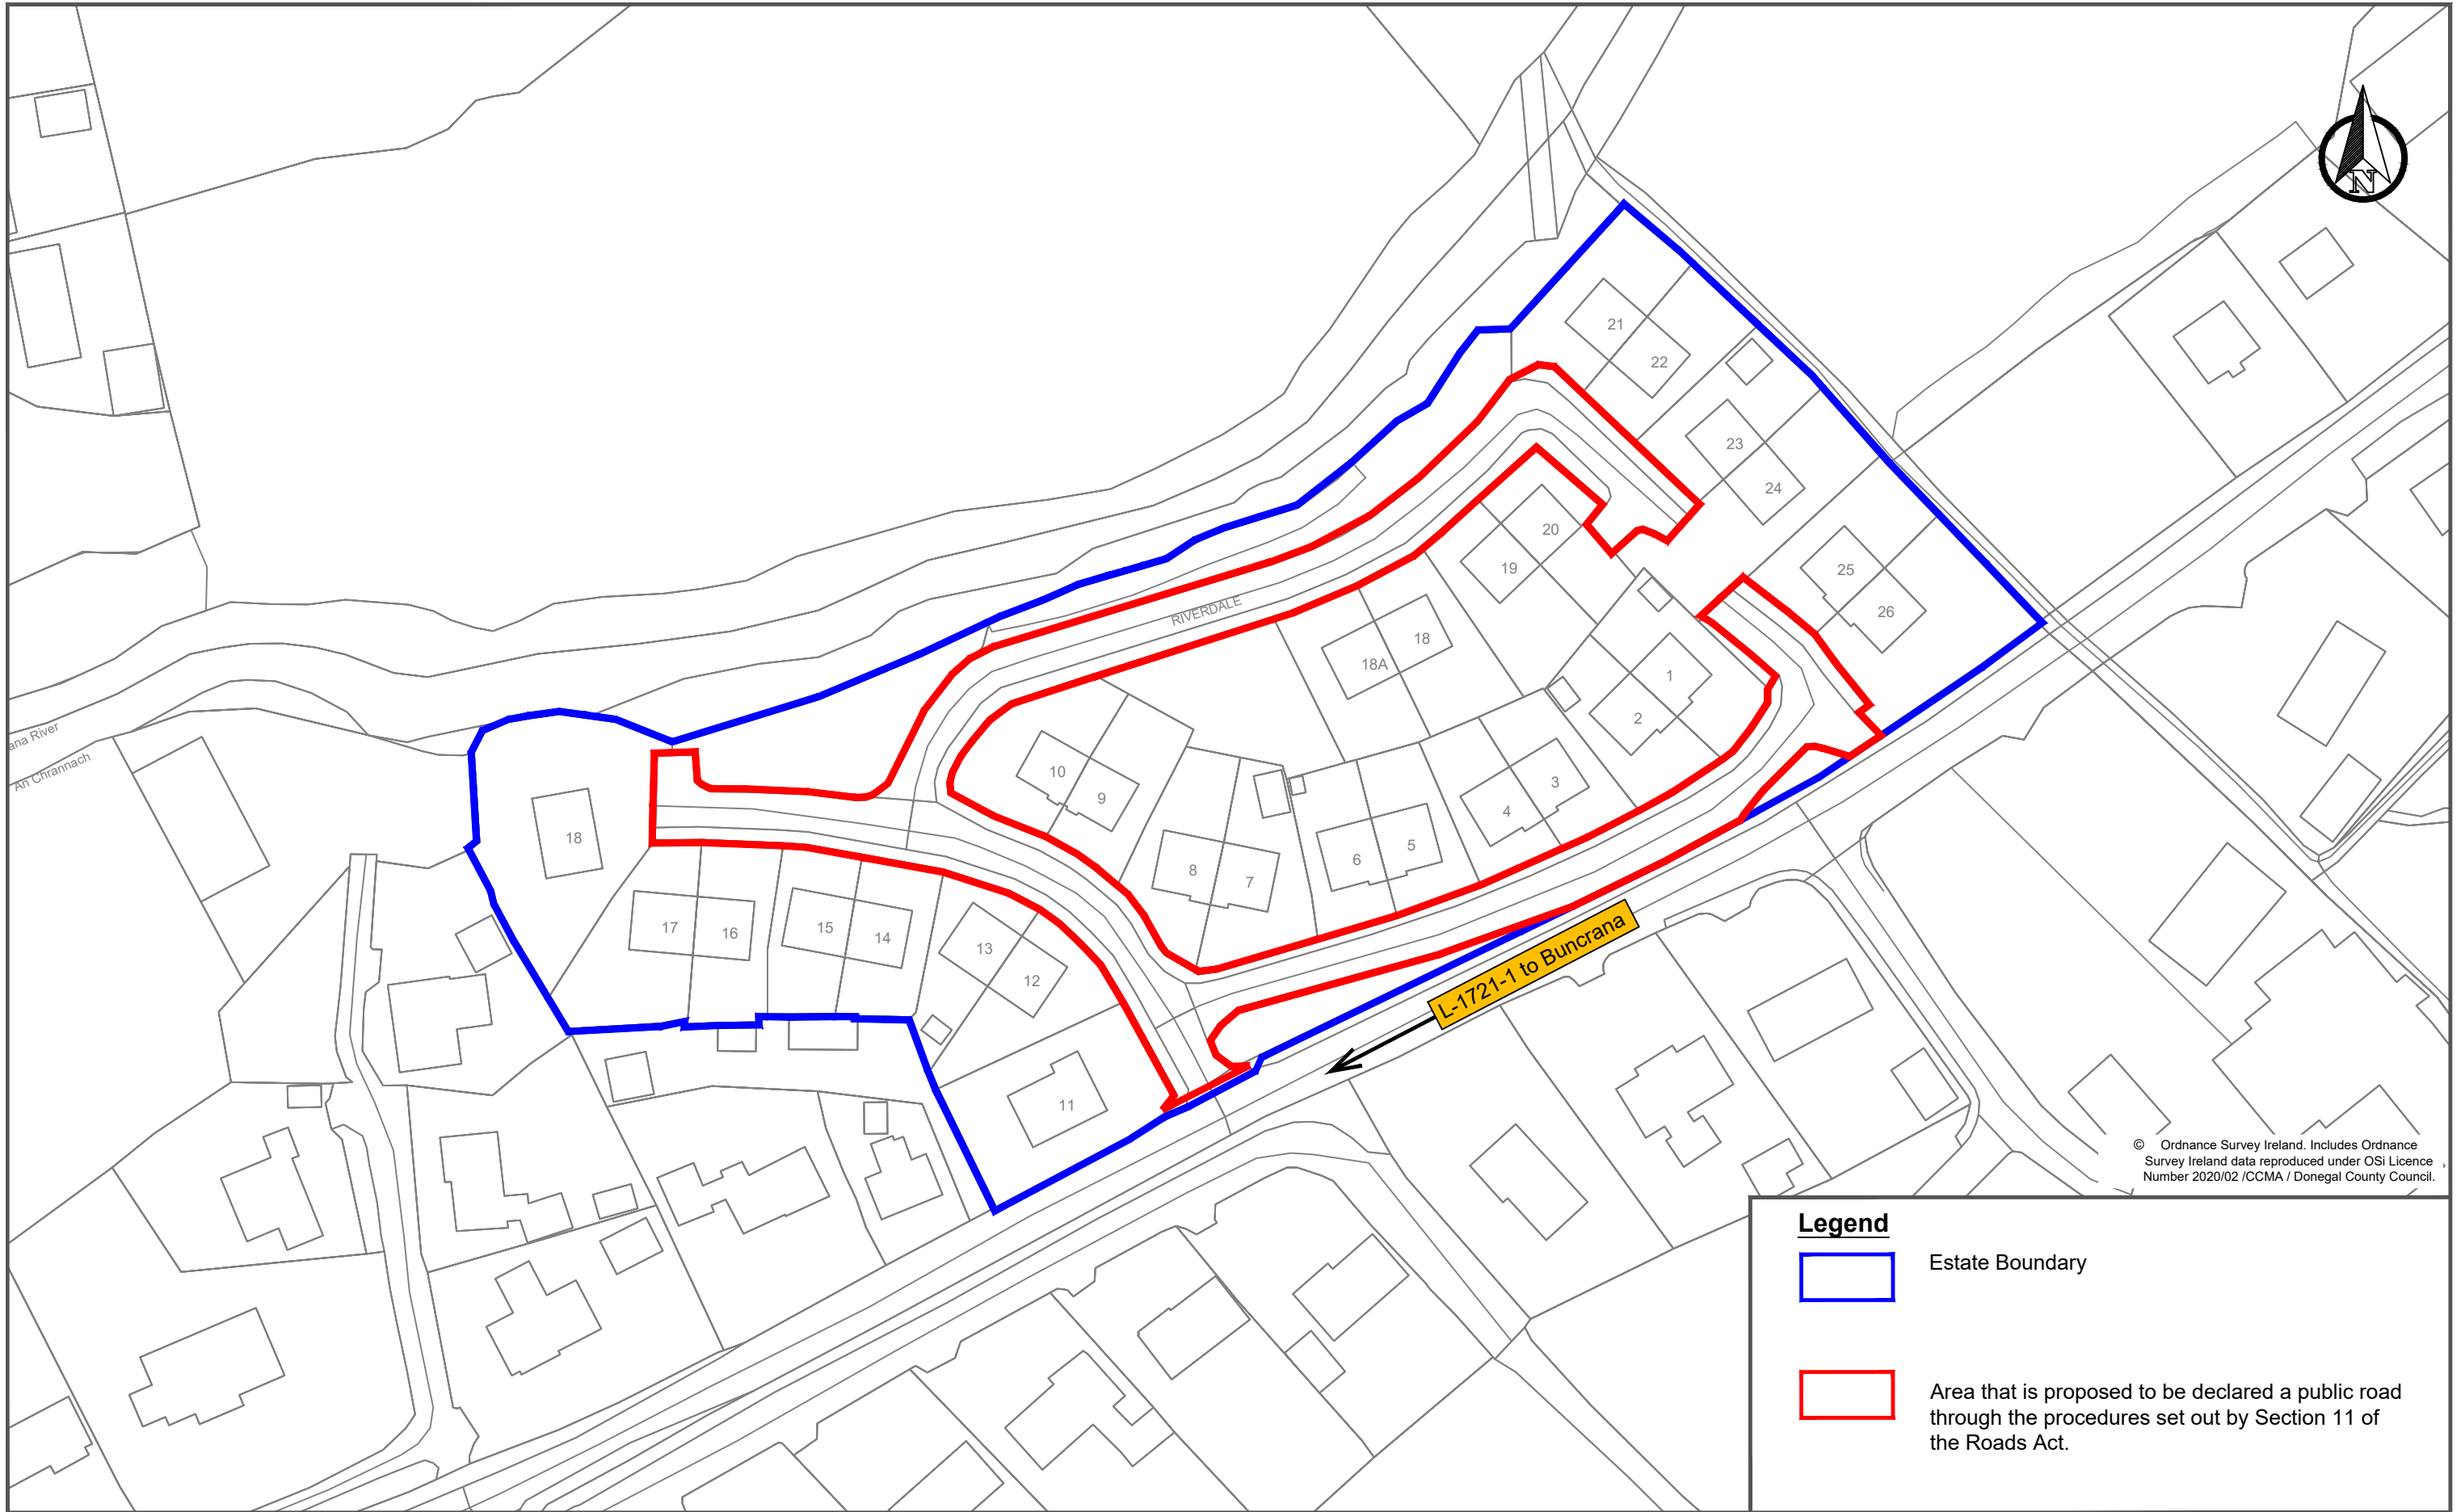 N
21
22
23
24
20
19
25
26
RIVERDALE
18
18A
1
2
ana River
An Chrannach
10
9
3
4
18
8
7
6
5
17
16
15
14
13
12
11
L-1721-1 to Buncrana
© Ordnance Survey Ireland. Includes Ordnance
Survey Ireland data reproduced under OSi Licence
Number 2020/02 /CCMA / Donegal County Council.
Legend
Estate Boundary
Area that is proposed to be declared a public road
through the procedures set out by Section 11 of
the Roads Act.